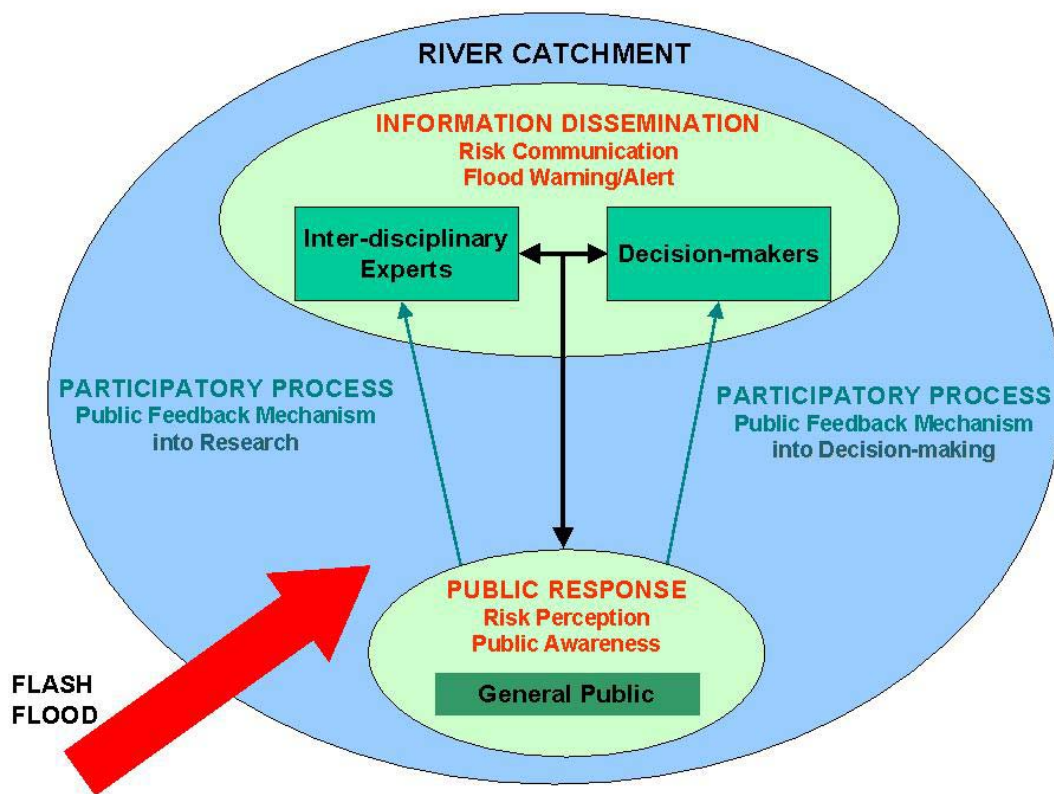 RIVER CATCHMENT
INFORMATION DISSEMINATION
Risk Communication
Flood Warning/Alert
Inter-disciplinary
Experts
Decision-makers
PARTICIPATORY PROCESS
Public Feedback Mechanism
into Research
PARTICIPATORY PROCESS
Public Feedback Mechanism
into Decision-making
PUBLIC RESPONSE
Risk Perception
Public Awareness
General Public
FLASH
FLOOD